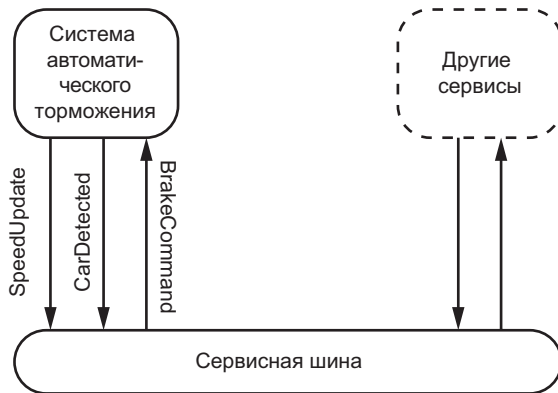 Система
автомати-
ческого
торможения
Другие
сервисы
SpeedUpdate
CarDetected
BrakeCommand
Сервисная шина